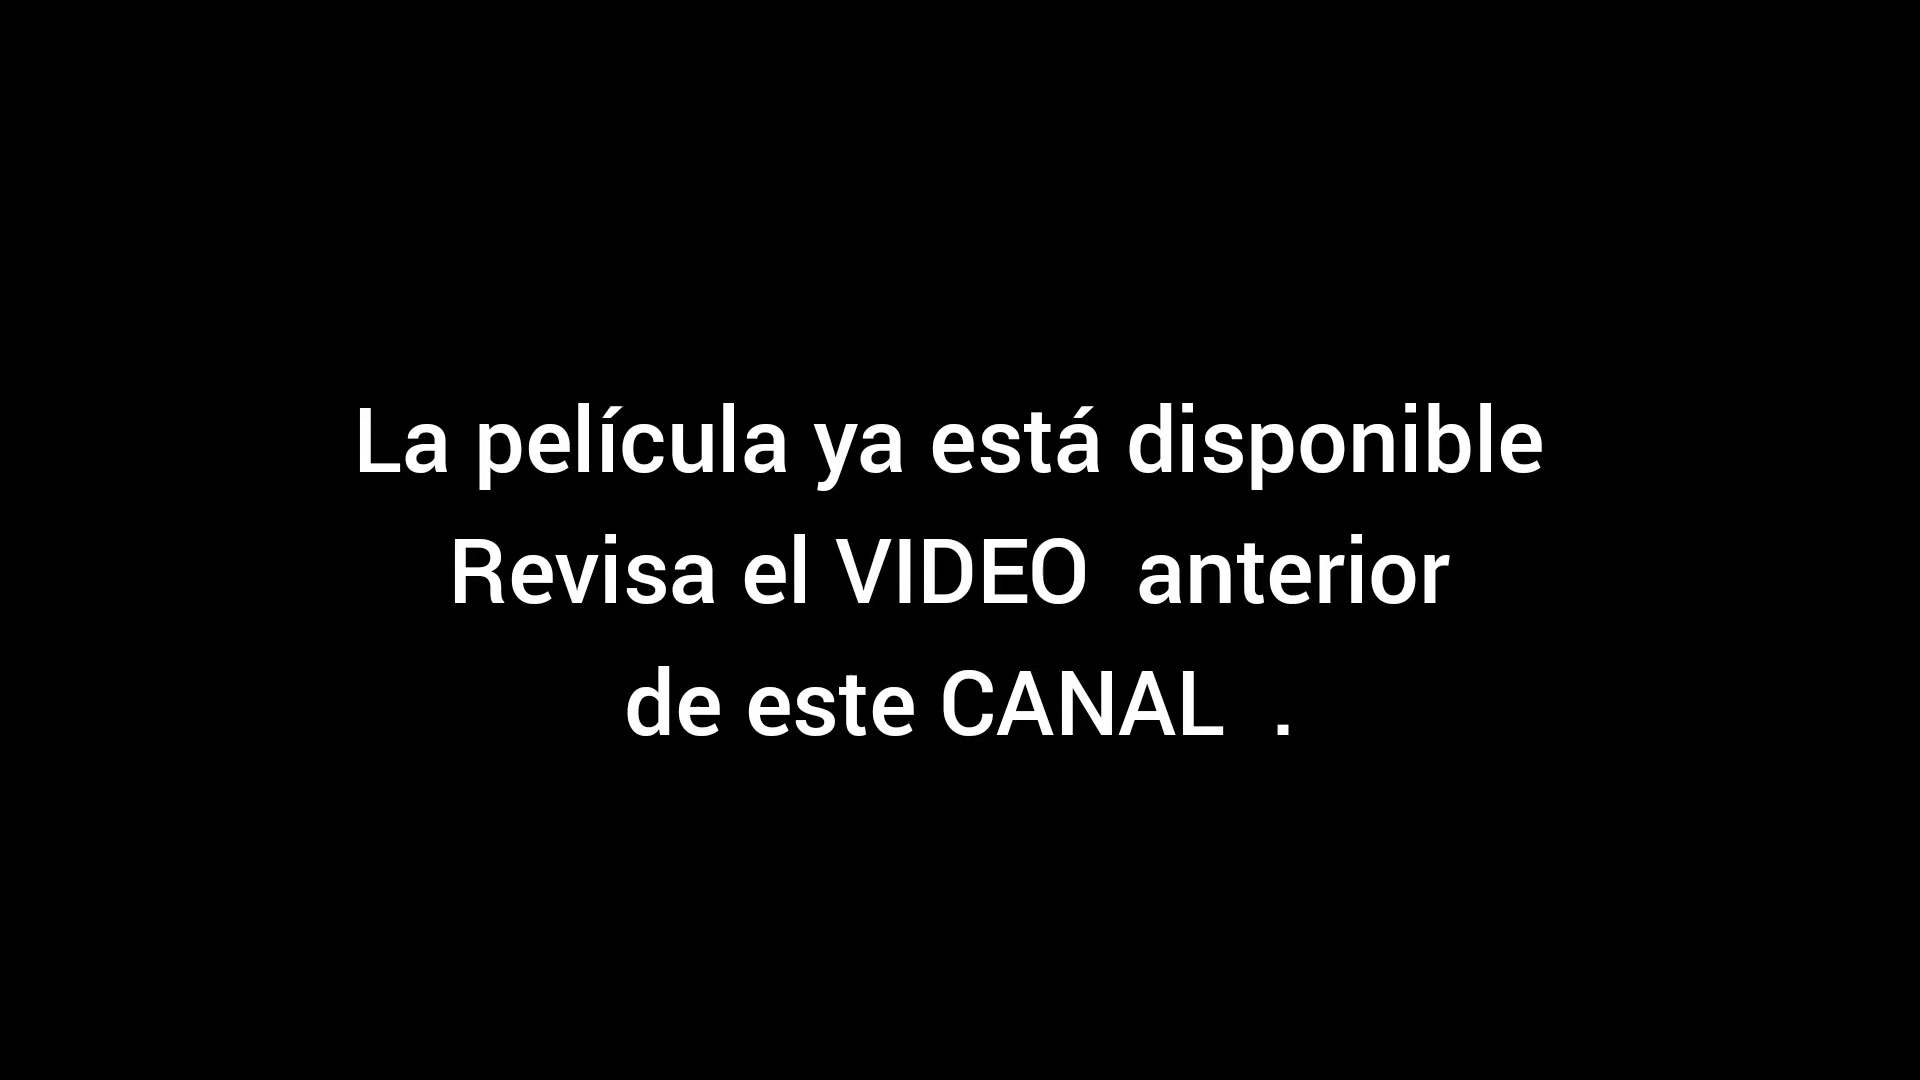 La película ya está disponible
Revisa el VIDEO  anterior
de este CANAL  .